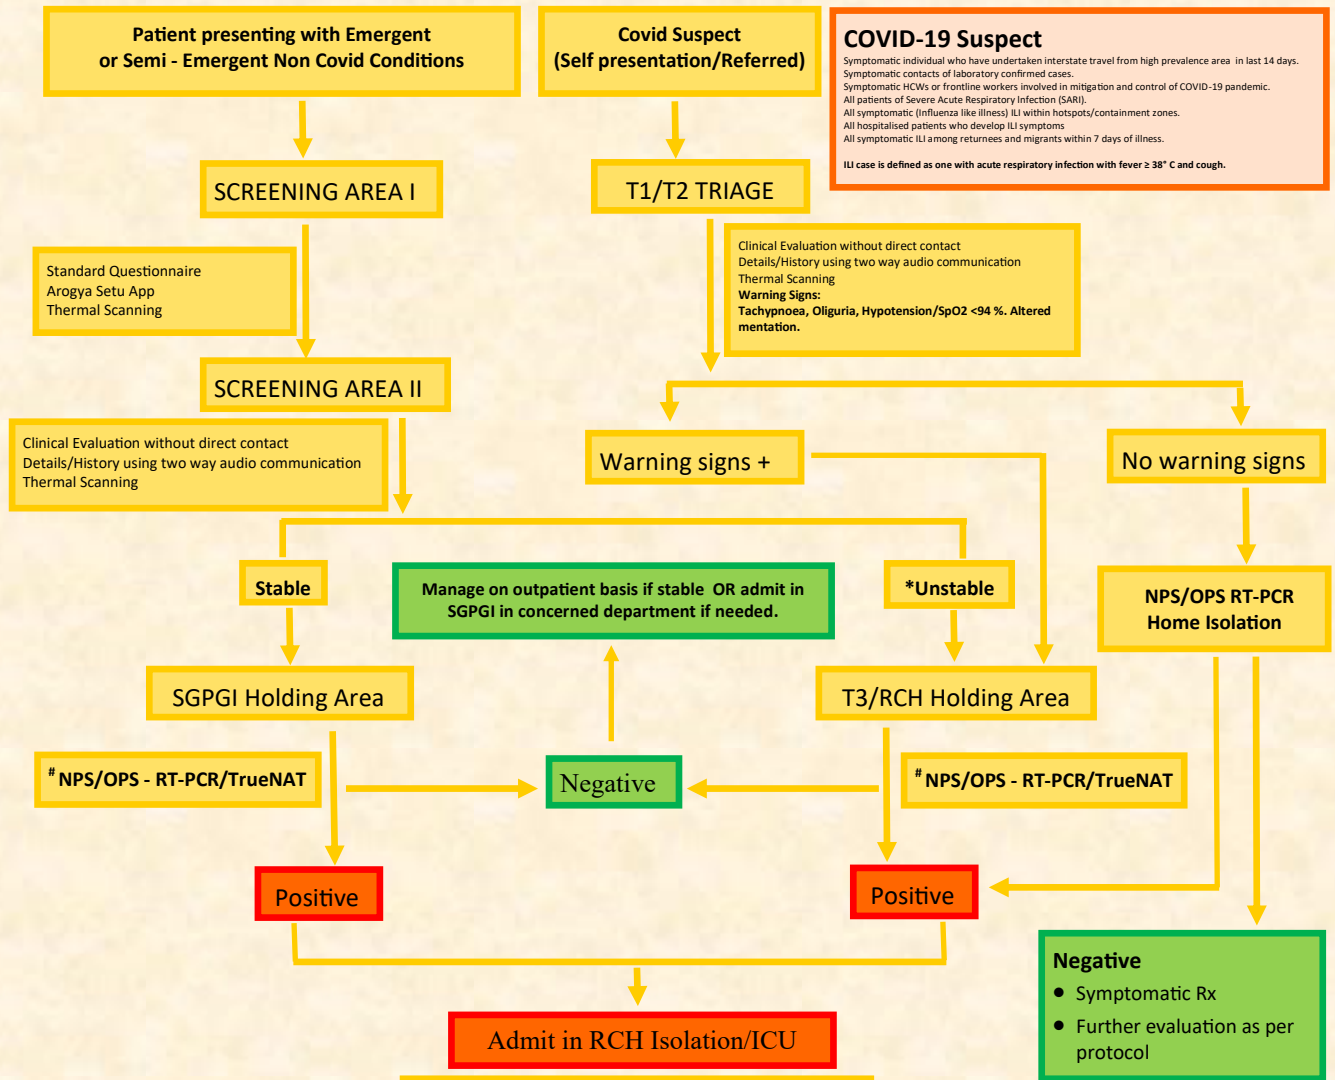 Patient presenting with Emergent
or Semi - Emergent Non Covid Conditions
Covid Suspect
(Self presentation/Referred)
COVID-19 Suspect
Symptomatic individual who have undertaken interstate travel from high prevalence area in last 14 days.
Symptomatic contacts of laboratory confirmed cases.
Symptomatic HCWs or frontline workers involved in mitigation and control of COVID-19 pandemic.
All patients of Severe Acute Respiratory Infection (SARI).
All symptomatic (Influenza like illness) ILI within hotspots/containment zones.
All hospitalised patients who develop ILI symptoms
All symptomatic ILI among returnees and migrants within 7 days of illness.
ILI case is defined as one with acute respiratory infection with fever ≥ 38° C and cough.
SCREENING AREA I
T1/T2 TRIAGE
Standard Questionnaire
Arogya Setu App
Thermal Scanning
Clinical Evaluation without direct contact
Details/History using two way audio communication
Thermal Scanning
Warning Signs:
Tachypnoea, Oliguria, Hypotension/SpO2 <94 %. Altered
mentation.
SCREENING AREA II
Clinical Evaluation without direct contact
Details/History using two way audio communication
Thermal Scanning
Warning signs +
No warning signs
Stable
Manage on outpatient basis if stable OR admit in
SGPGI in concerned department if needed.
*Unstable
NPS/OPS RT-PCR
Home Isolation
SGPGI Holding Area
T3/RCH Holding Area
# NPS/OPS - RT-PCR/TrueNAT
Negative
# NPS/OPS - RT-PCR/TrueNAT
Positive
Positive
Negative
● Symptomatic Rx
● Further evaluation as per
protocol
Admit in RCH Isolation/ICU